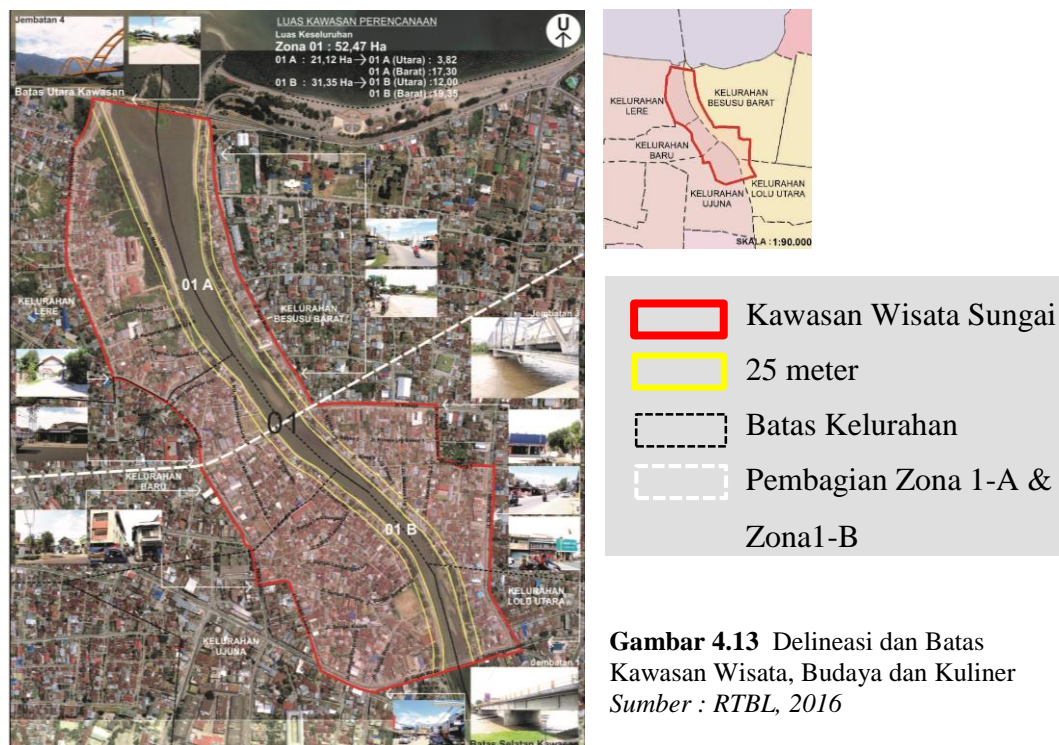 Jembatan 4
Batas Utara Kawasan
LUAS KAWASAN PERENCANAAN
Luas Keseluruhan
Zona 01 : 52,47 Ha
01 A : 21,12 Ha → 01 A (Utara) : 3,82
01 A (Barat) :17,30
01 B : 31,35 Ha → 01 B (Utara) : 12,00
01 B (Barat) :19,35
U
01 A
KELURAHAN
LERE
KELURAHAN
BESUSU BARAT
01
KELURAHAN
BARU
01 B
KELURAHAN
LOLU UTARA
KELURAHAN
UJUNA
Jembatan 1
Batas Selatan Kawasan
KELURAHAN
LERE
KELURAHAN
BESUSU BARAT
KELURAHAN
BARU
KELURAHAN
UJUNA
KELURAHAN
LOLU UTARA
SKALA : 1:90.000
Kawasan Wisata Sungai
25 meter
Batas Kelurahan
Pembagian Zona 1-A &
Zona1-B
Gambar 4.13 Delineasi dan Batas
Kawasan Wisata, Budaya dan Kuliner
Sumber : RTBL, 2016